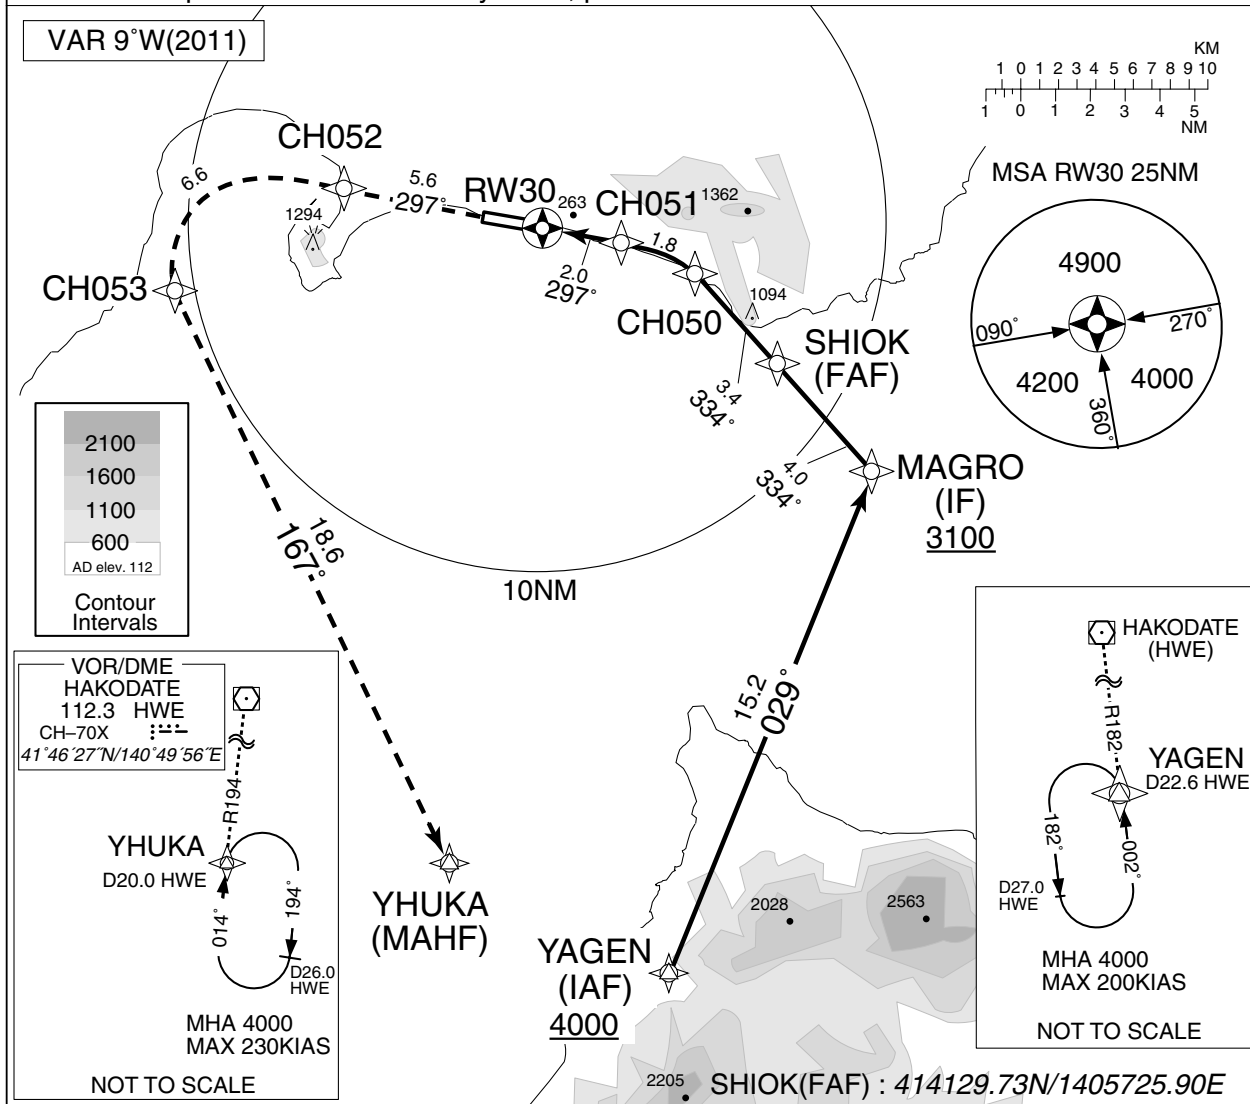 VAR 9°W(2011)
KM
1 0 1 2 3 4 5 6 7 8 9 10
1 0 1 2 3 4 5
NM
MSA RW30 25NM
4900
090°
270°
4200
4000
360°
CH052
6.6
5.6
297°
RW30
263
CH051
1362
1294
1.8
2.0
297°
CH053
1094
CH050
SHIOK
(FAF)
3.4
334°
4.0
334°
MAGRO
(IF)
3100
2100
1600
1100
600
AD elev. 112
Contour
Intervals
18.6
167°
10NM
15.2
029°
VOR/DME
HAKODATE
112.3 HWE
CH–70X
41°46′27″N/140°49′56″E
R194
YHUKA
D20.0 HWE
014°
194°
D26.0
HWE
MHA 4000
MAX 230KIAS
NOT TO SCALE
YHUKA
(MAHF)
YAGEN
(IAF)
4000
2028
2563
2205
HAKODATE
(HWE)
R182
YAGEN
D22.6 HWE
182°
002°
D27.0
HWE
MHA 4000
MAX 200KIAS
NOT TO SCALE
SHIOK(FAF) : 414129.73N/1405725.90E